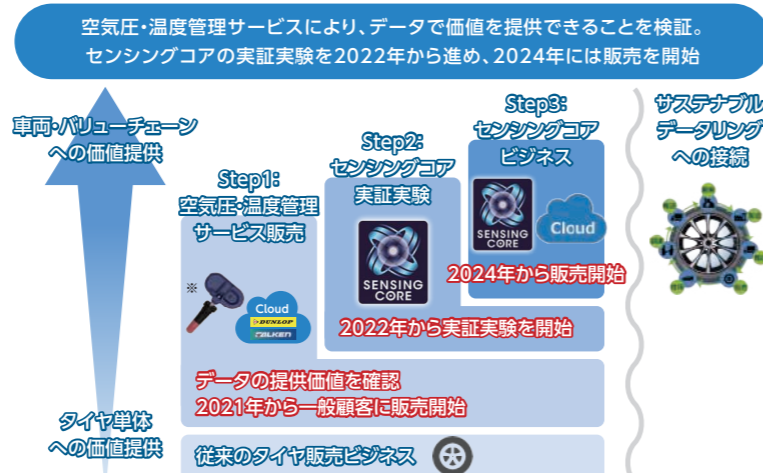 空気圧・温度管理サービスにより、データで価値を提供できることを検証。
センシングコアの実証実験を2022年から進め、2024年には販売を開始
車両・バリューチェーン
への価値提供
Step1:
空気圧・温度管理
サービス販売
※
Cloud
DUNLOP
FALKEN
Step2:
センシングコア
実証実験
SENSING
CORE
Step3:
センシングコア
ビジネス
SENSING
CORE
Cloud
2024年から販売開始
2022年から実証実験を開始
データの提供価値を確認
2021年から一般顧客に販売開始
タイヤ単体
への価値提供
従来のタイヤ販売ビジネス
サステナブル
データリング
への接続